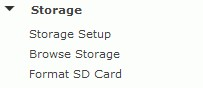 Storage
Storage Setup
Browse Storage
Format SD Card